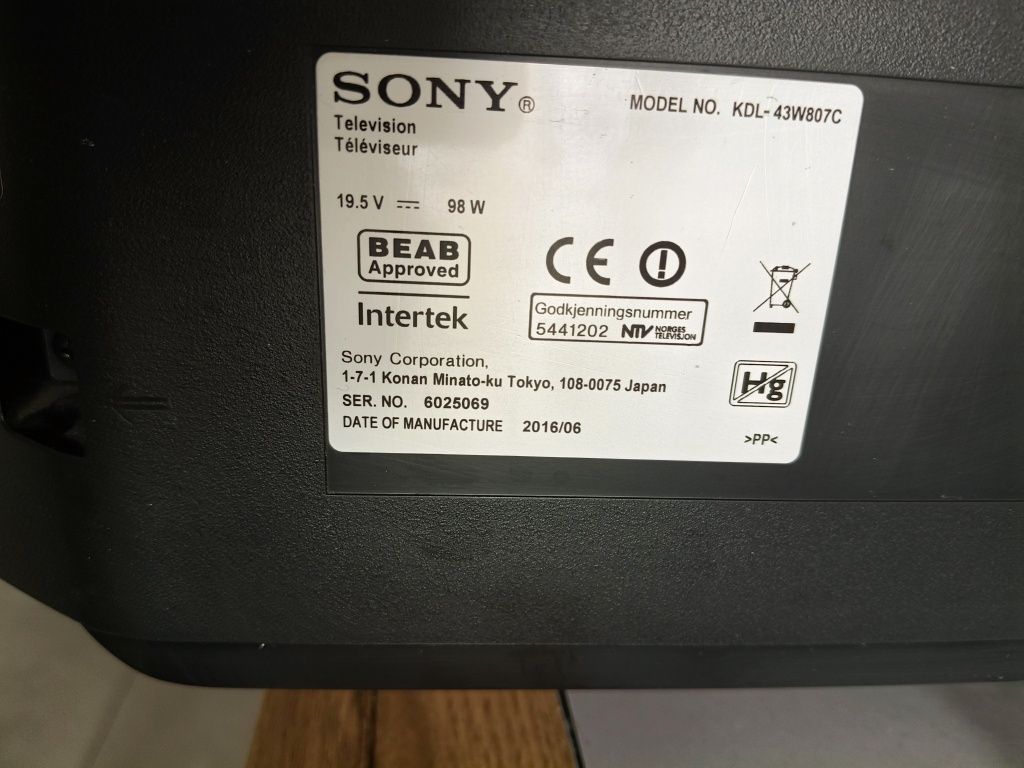 SONY®
MODEL NO. KDL-43W807C
Television
Téléviseur
19.5 V ⎓ 98 W
BEAB
Approved
Intertek
CE
Godkjenningsnummer
5441202 NTV NORGES
TELEVISJON
Sony Corporation,
1-7-1 Konan Minato-ku Tokyo, 108-0075 Japan
Hg
SER. NO. 6025069
DATE OF MANUFACTURE 2016/06
>PP<